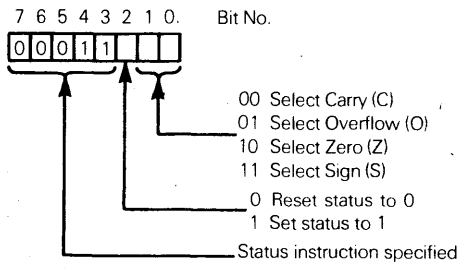 7 6 5 4 3 2 1 0. Bit No.
0 0 0 1 1
00 Select Carry (C)
01 Select Overflow (O)
10 Select Zero (Z)
11 Select Sign (S)
0 Reset status to 0
1 Set status to 1
Status instruction specified